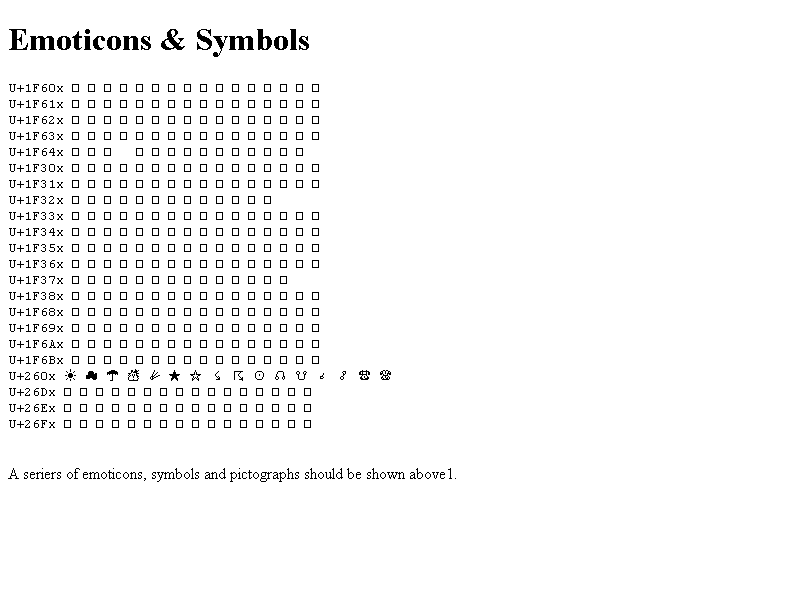 Emoticons & Symbols
U+1F60x □ □ □ □ □ □ □ □ □ □ □ □ □ □ □ □
U+1F61x □ □ □ □ □ □ □ □ □ □ □ □ □ □ □ □
U+1F62x □ □ □ □ □ □ □ □ □ □ □ □ □ □ □ □
U+1F63x □ □ □ □ □ □ □ □ □ □ □ □ □ □ □ □
U+1F64x □ □ □   □ □ □ □ □ □ □ □ □ □ □
U+1F30x □ □ □ □ □ □ □ □ □ □ □ □ □ □ □ □
U+1F31x □ □ □ □ □ □ □ □ □ □ □ □ □ □ □ □
U+1F32x □ □ □ □ □ □ □ □ □ □ □ □ □
U+1F33x □ □ □ □ □ □ □ □ □ □ □ □ □ □ □ □
U+1F34x □ □ □ □ □ □ □ □ □ □ □ □ □ □ □ □
U+1F35x □ □ □ □ □ □ □ □ □ □ □ □ □ □ □ □
U+1F36x □ □ □ □ □ □ □ □ □ □ □ □ □ □ □ □
U+1F37x □ □ □ □ □ □ □ □ □ □ □ □ □ □
U+1F38x □ □ □ □ □ □ □ □ □ □ □ □ □ □ □ □
U+1F68x □ □ □ □ □ □ □ □ □ □ □ □ □ □ □ □
U+1F69x □ □ □ □ □ □ □ □ □ □ □ □ □ □ □ □
U+1F6Ax □ □ □ □ □ □ □ □ □ □ □ □ □ □ □ □
U+1F6Bx □ □ □ □ □ □ □ □ □ □ □ □ □ □ □ □
U+260x ☀ ☁ ☂ ☃ ☄ ★ ☆ ☇ ☈ ☉ ☊ ☋ ☌ ☍ ☎ ☏
U+26Dx □ □ □ □ □ □ □ □ □ □ □ □ □ □ □ □
U+26Ex □ □ □ □ □ □ □ □ □ □ □ □ □ □ □ □
U+26Fx □ □ □ □ □ □ □ □ □ □ □ □ □ □ □ □
A seriers of emoticons, symbols and pictographs should be shown above1.